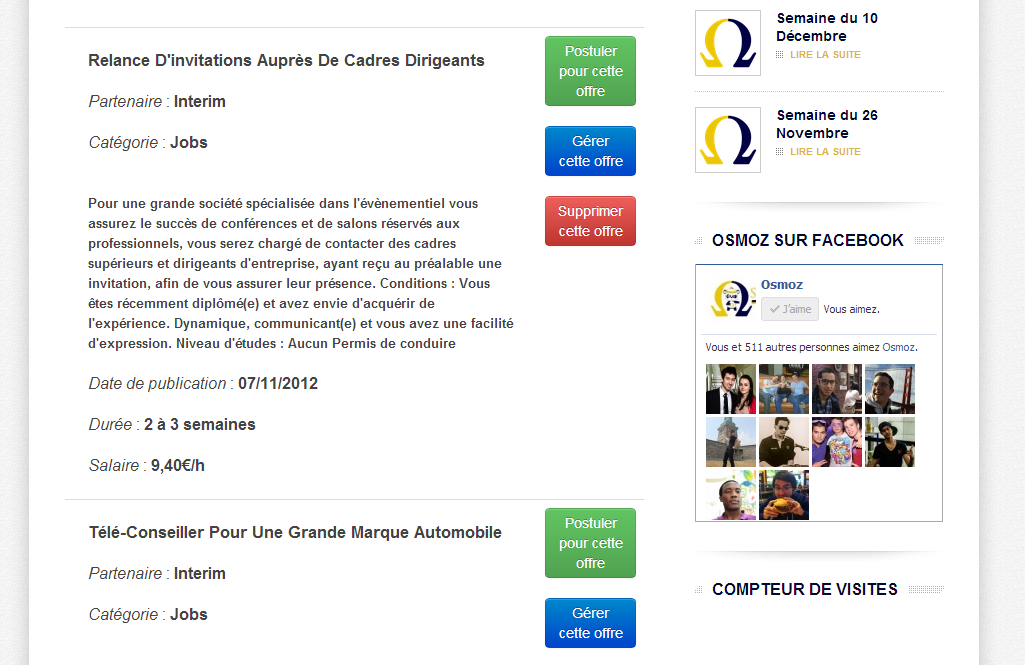 Relance D'invitations Auprès De Cadres Dirigeants
Partenaire : Interim
Catégorie : Jobs
Postuler
pour cette
offre
Gérer
cette offre
Supprimer
cette offre
Pour une grande société spécialisée dans l'évènementiel vous
assurez le succès de conférences et de salons réservés aux
professionnels, vous serez chargé de contacter des cadres
supérieurs et dirigeants d'entreprise, ayant reçu au préalable une
invitation, afin de vous assurer leur présence. Conditions : Vous
êtes récemment diplômé(e) et avez envie d'acquérir de
l'expérience. Dynamique, communicant(e) et vous avez une facilité
d'expression. Niveau d'études : Aucun Permis de conduire
Date de publication : 07/11/2012
Durée : 2 à 3 semaines
Salaire : 9,40€/h
Télé-Conseiller Pour Une Grande Marque Automobile
Partenaire : Interim
Catégorie : Jobs
Postuler
pour cette
offre
Gérer
cette offre
Semaine du 10
Décembre
LIRE LA SUITE
Semaine du 26
Novembre
LIRE LA SUITE
OSMOZ SUR FACEBOOK
Osmoz
J'aime Vous aimez.
Vous et 511 autres personnes aimez Osmoz.
COMPTEUR DE VISITES